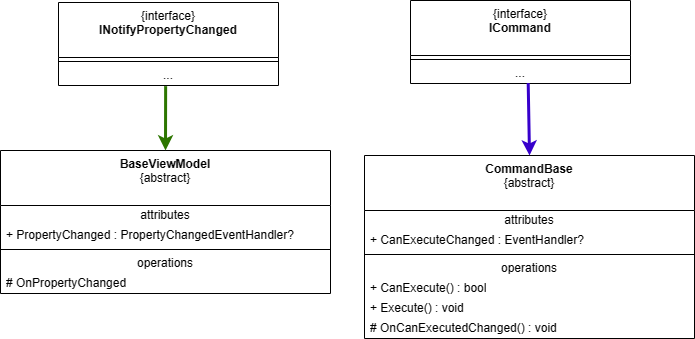 {interface}
INotifyPropertyChanged
...
{interface}
ICommand
...
BaseViewModel
{abstract}
attributes
+ PropertyChanged : PropertyChangedEventHandler?
operations
# OnPropertyChanged
CommandBase
{abstract}
attributes
+ CanExecuteChanged : EventHandler?
operations
+ CanExecute() : bool
+ Execute() : void
# OnCanExecutedChanged() : void